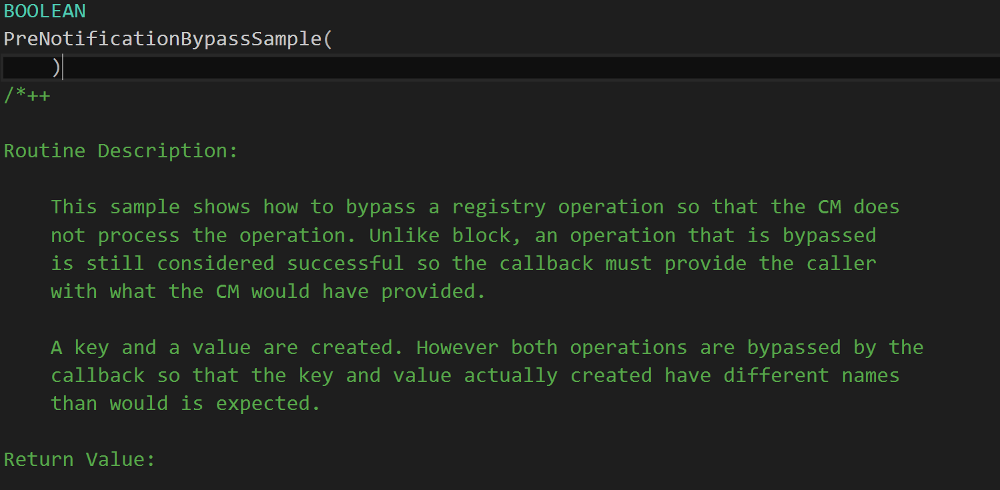 BOOLEAN
PreNotificationBypassSample(
    )
/*++

Routine Description:

    This sample shows how to bypass a registry operation so that the CM does
    not process the operation. Unlike block, an operation that is bypassed
    is still considered successful so the callback must provide the caller
    with what the CM would have provided.

    A key and a value are created. However both operations are bypassed by the
    callback so that the key and value actually created have different names
    than would is expected.

Return Value: